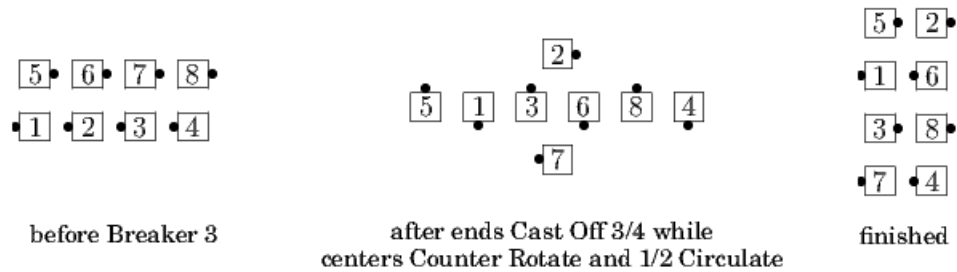 5 2
2
5 6 7 8
1 6
5 1 3 6 8 4
1 2 3 4
3 8
7
7 4
before Breaker 3
after ends Cast Off 3/4 while
centers Counter Rotate and 1/2 Circulate
finished